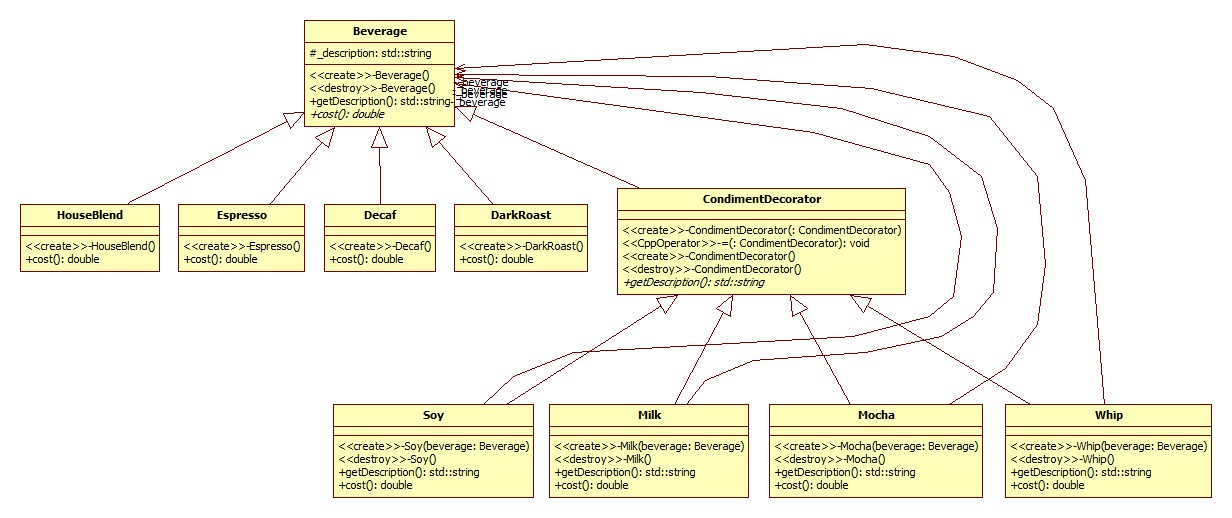 Beverage
#_description: std::string
<<create>>-Beverage()
<<destroy>>-Beverage()
+getDescription(): std::string
+cost(): double
-_beverage
-_beverage
-_beverage
-_beverage
HouseBlend
<<create>>-HouseBlend()
+cost(): double
Espresso
<<create>>-Espresso()
+cost(): double
Decaf
<<create>>-Decaf()
+cost(): double
DarkRoast
<<create>>-DarkRoast()
+cost(): double
CondimentDecorator
<<create>>-CondimentDecorator(: CondimentDecorator)
<<CppOperator>>-=(: CondimentDecorator): void
<<create>>-CondimentDecorator()
<<destroy>>-CondimentDecorator()
+getDescription(): std::string
Soy
<<create>>-Soy(beverage: Beverage)
<<destroy>>-Soy()
+getDescription(): std::string
+cost(): double
Milk
<<create>>-Milk(beverage: Beverage)
<<destroy>>-Milk()
+getDescription(): std::string
+cost(): double
Mocha
<<create>>-Mocha(beverage: Beverage)
<<destroy>>-Mocha()
+getDescription(): std::string
+cost(): double
Whip
<<create>>-Whip(beverage: Beverage)
<<destroy>>-Whip()
+getDescription(): std::string
+cost(): double